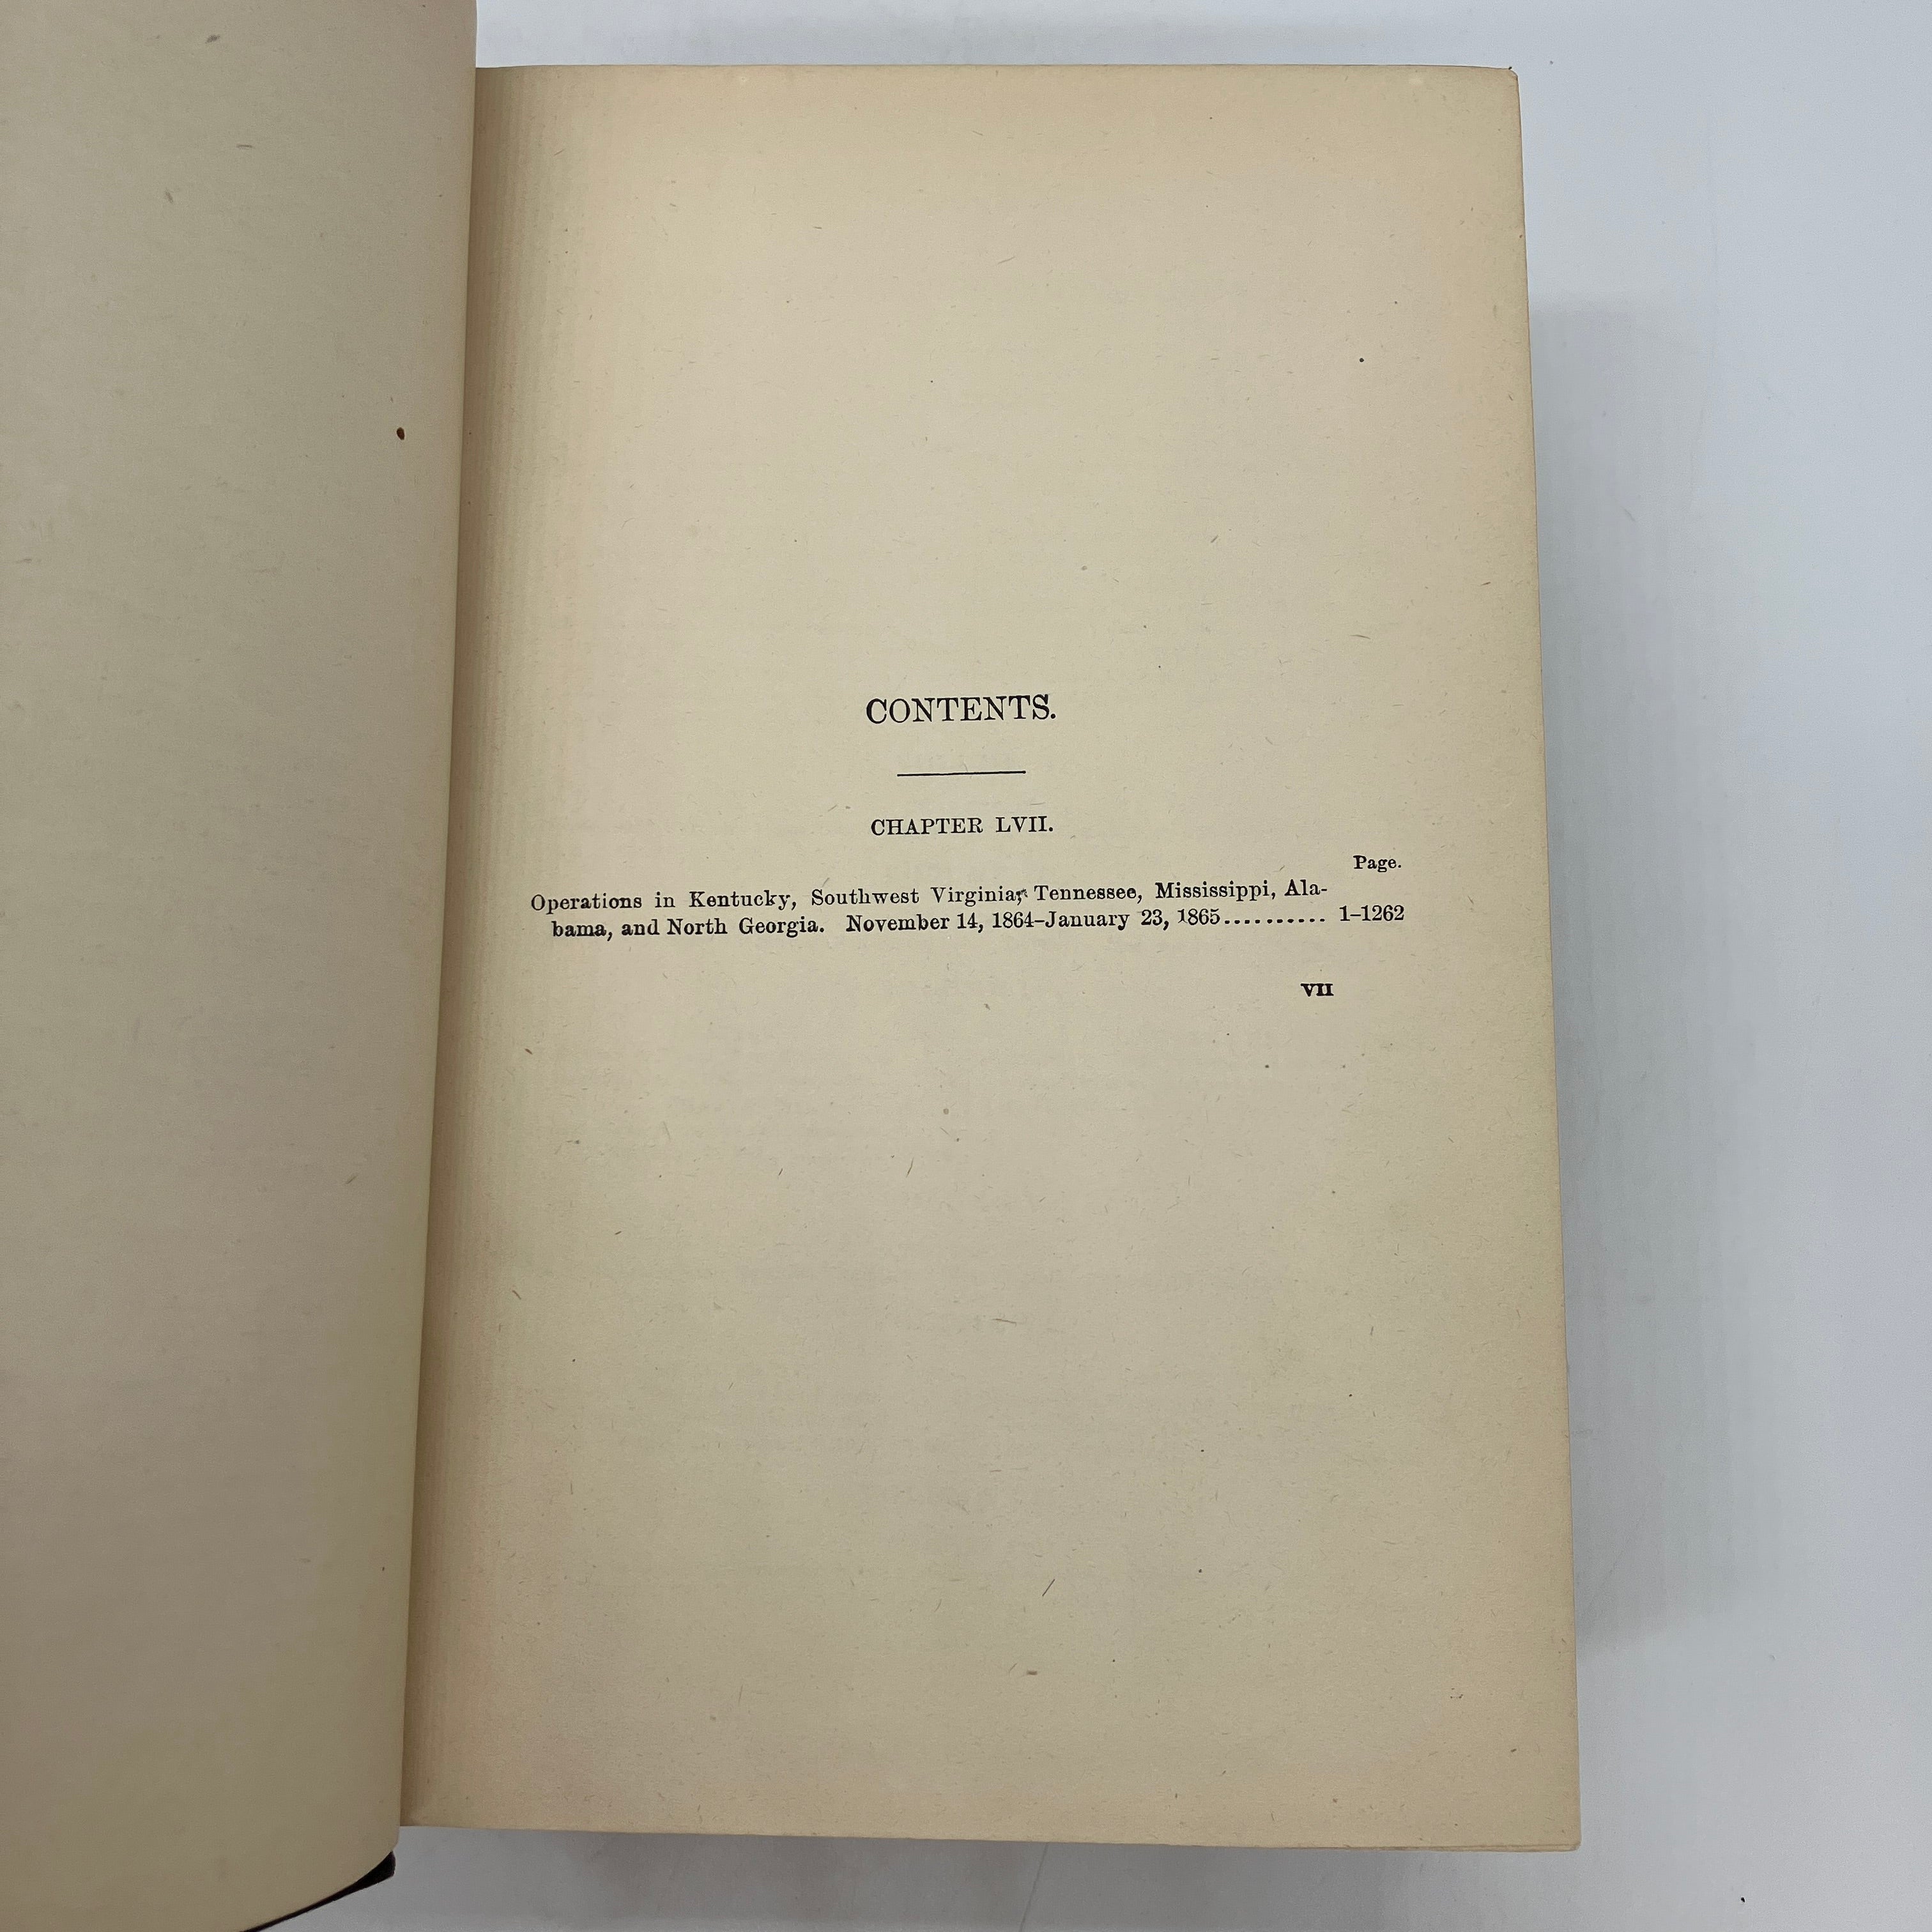 CONTENTS.
CHAPTER LVII.
Page.
Operations in Kentucky, Southwest Virginia, Tennessee, Mississippi, Ala-
bama, and North Georgia. November 14, 1864–January 23, 1865.......... 1–1262
VII